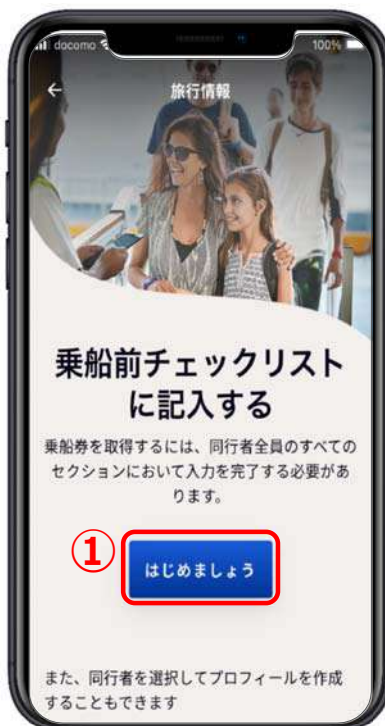 docomo
100%
←
旅行情報
乗船前チェックリスト
に記入する
乗船券を取得するには、同行者全員のすべての
セクションにおいて入力を完了する必要があ
ります。
①
はじめましょう
また、同行者を選択してプロフィールを作成
することもできます